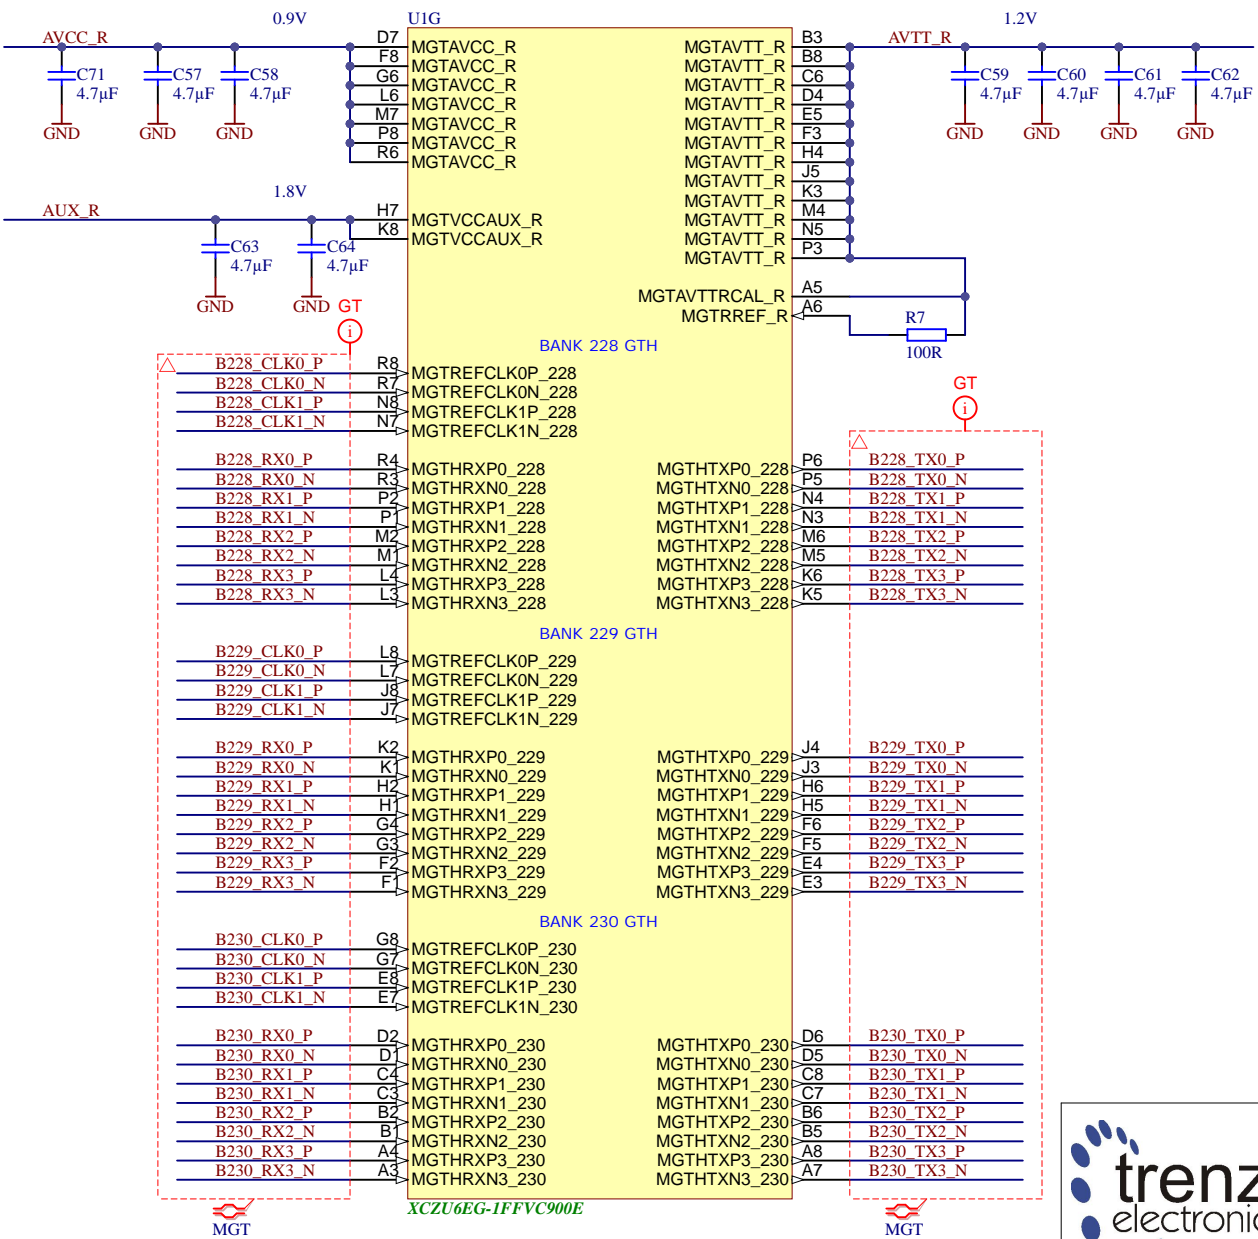 0.9V
U1G
1.2V
AVCC_R
D7 MGTAVCC_R
F8 MGTAVCC_R
G6 MGTAVCC_R
L6 MGTAVCC_R
M7 MGTAVCC_R
P8 MGTAVCC_R
R6 MGTAVCC_R
C71 4.7µF GND
C57 4.7µF GND
C58 4.7µF GND
MGTAVTT_R B3
MGTAVTT_R B8
MGTAVTT_R C6
MGTAVTT_R D4
MGTAVTT_R E5
MGTAVTT_R F3
MGTAVTT_R H4
MGTAVTT_R J5
MGTAVTT_R K3
MGTAVTT_R M4
MGTAVTT_R N5
MGTAVTT_R P3
AVTT_R
C59 4.7µF GND
C60 4.7µF GND
C61 4.7µF GND
C62 4.7µF GND
1.8V
AUX_R
H7 MGTVCCAUX_R
K8 MGTVCCAUX_R
C63 4.7µF GND
C64 4.7µF GND
MGTAVTTRCAL_R A5
MGTRREF_R A6
R7
100R
GT
i
BANK 228 GTH
B228_CLK0_P R8 MGTREFCLK0P_228
B228_CLK0_N R7 MGTREFCLK0N_228
B228_CLK1_P N8 MGTREFCLK1P_228
B228_CLK1_N N7 MGTREFCLK1N_228
GT
i
B228_RX0_P R4 MGTHRXP0_228 MGTHTXP0_228 P6 B228_TX0_P
B228_RX0_N R3 MGTHRXN0_228 MGTHTXN0_228 P5 B228_TX0_N
B228_RX1_P P2 MGTHRXP1_228 MGTHTXP1_228 N4 B228_TX1_P
B228_RX1_N P1 MGTHRXN1_228 MGTHTXN1_228 N3 B228_TX1_N
B228_RX2_P M2 MGTHRXP2_228 MGTHTXP2_228 M6 B228_TX2_P
B228_RX2_N M1 MGTHRXN2_228 MGTHTXN2_228 M5 B228_TX2_N
B228_RX3_P L4 MGTHRXP3_228 MGTHTXP3_228 K6 B228_TX3_P
B228_RX3_N L3 MGTHRXN3_228 MGTHTXN3_228 K5 B228_TX3_N
BANK 229 GTH
B229_CLK0_P L8 MGTREFCLK0P_229
B229_CLK0_N L7 MGTREFCLK0N_229
B229_CLK1_P J8 MGTREFCLK1P_229
B229_CLK1_N J7 MGTREFCLK1N_229
B229_RX0_P K2 MGTHRXP0_229 MGTHTXP0_229 J4 B229_TX0_P
B229_RX0_N K1 MGTHRXN0_229 MGTHTXN0_229 J3 B229_TX0_N
B229_RX1_P H2 MGTHRXP1_229 MGTHTXP1_229 H6 B229_TX1_P
B229_RX1_N H1 MGTHRXN1_229 MGTHTXN1_229 H5 B229_TX1_N
B229_RX2_P G4 MGTHRXP2_229 MGTHTXP2_229 F6 B229_TX2_P
B229_RX2_N G3 MGTHRXN2_229 MGTHTXN2_229 F5 B229_TX2_N
B229_RX3_P F2 MGTHRXP3_229 MGTHTXP3_229 E4 B229_TX3_P
B229_RX3_N F1 MGTHRXN3_229 MGTHTXN3_229 E3 B229_TX3_N
BANK 230 GTH
B230_CLK0_P G8 MGTREFCLK0P_230
B230_CLK0_N G7 MGTREFCLK0N_230
B230_CLK1_P E8 MGTREFCLK1P_230
B230_CLK1_N E7 MGTREFCLK1N_230
B230_RX0_P D2 MGTHRXP0_230 MGTHTXP0_230 D6 B230_TX0_P
B230_RX0_N D1 MGTHRXN0_230 MGTHTXN0_230 D5 B230_TX0_N
B230_RX1_P C4 MGTHRXP1_230 MGTHTXP1_230 C8 B230_TX1_P
B230_RX1_N C3 MGTHRXN1_230 MGTHTXN1_230 C7 B230_TX1_N
B230_RX2_P B2 MGTHRXP2_230 MGTHTXP2_230 B6 B230_TX2_P
B230_RX2_N B1 MGTHRXN2_230 MGTHTXN2_230 B5 B230_TX2_N
B230_RX3_P A4 MGTHRXP3_230 MGTHTXP3_230 A8 B230_TX3_P
B230_RX3_N A3 MGTHRXN3_230 MGTHTXN3_230 A7 B230_TX3_N
XCZU6EG-1FFVC900E
MGT
MGT
trenz
electronic